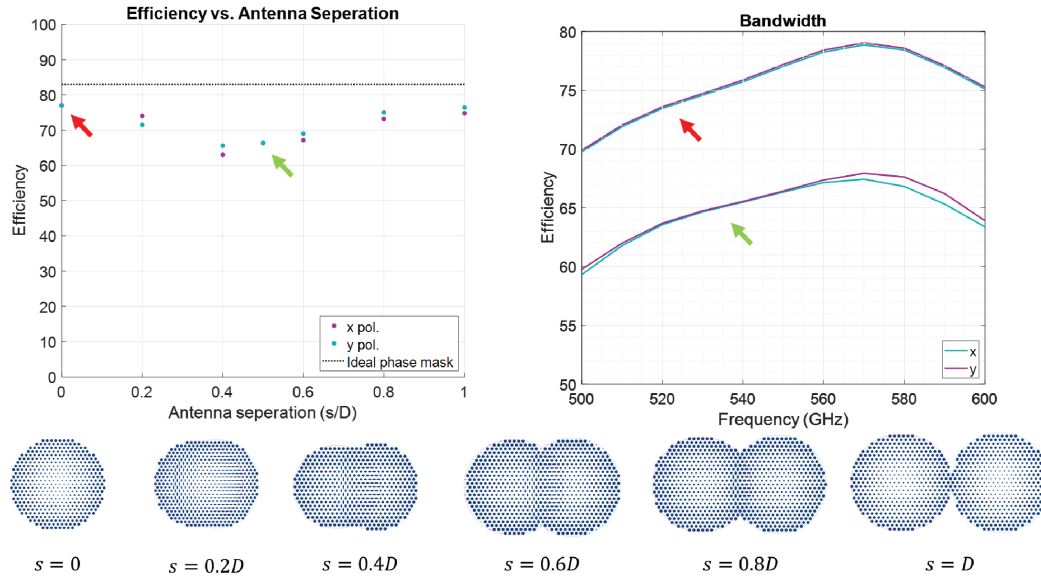 Efficiency vs. Antenna Seperation
100
90
80
70
60
50
40
30
20
10
0
Efficiency
x pol.
y pol.
Ideal phase mask
0
0.2
0.4
0.6
0.8
1
Antenna seperation (s/D)
Bandwidth
80
75
70
65
60
55
50
Efficiency
x
y
500
520
540
560
580
600
Frequency (GHz)
s = 0
s = 0.2D
s = 0.4D
s = 0.6D
s = 0.8D
s = D